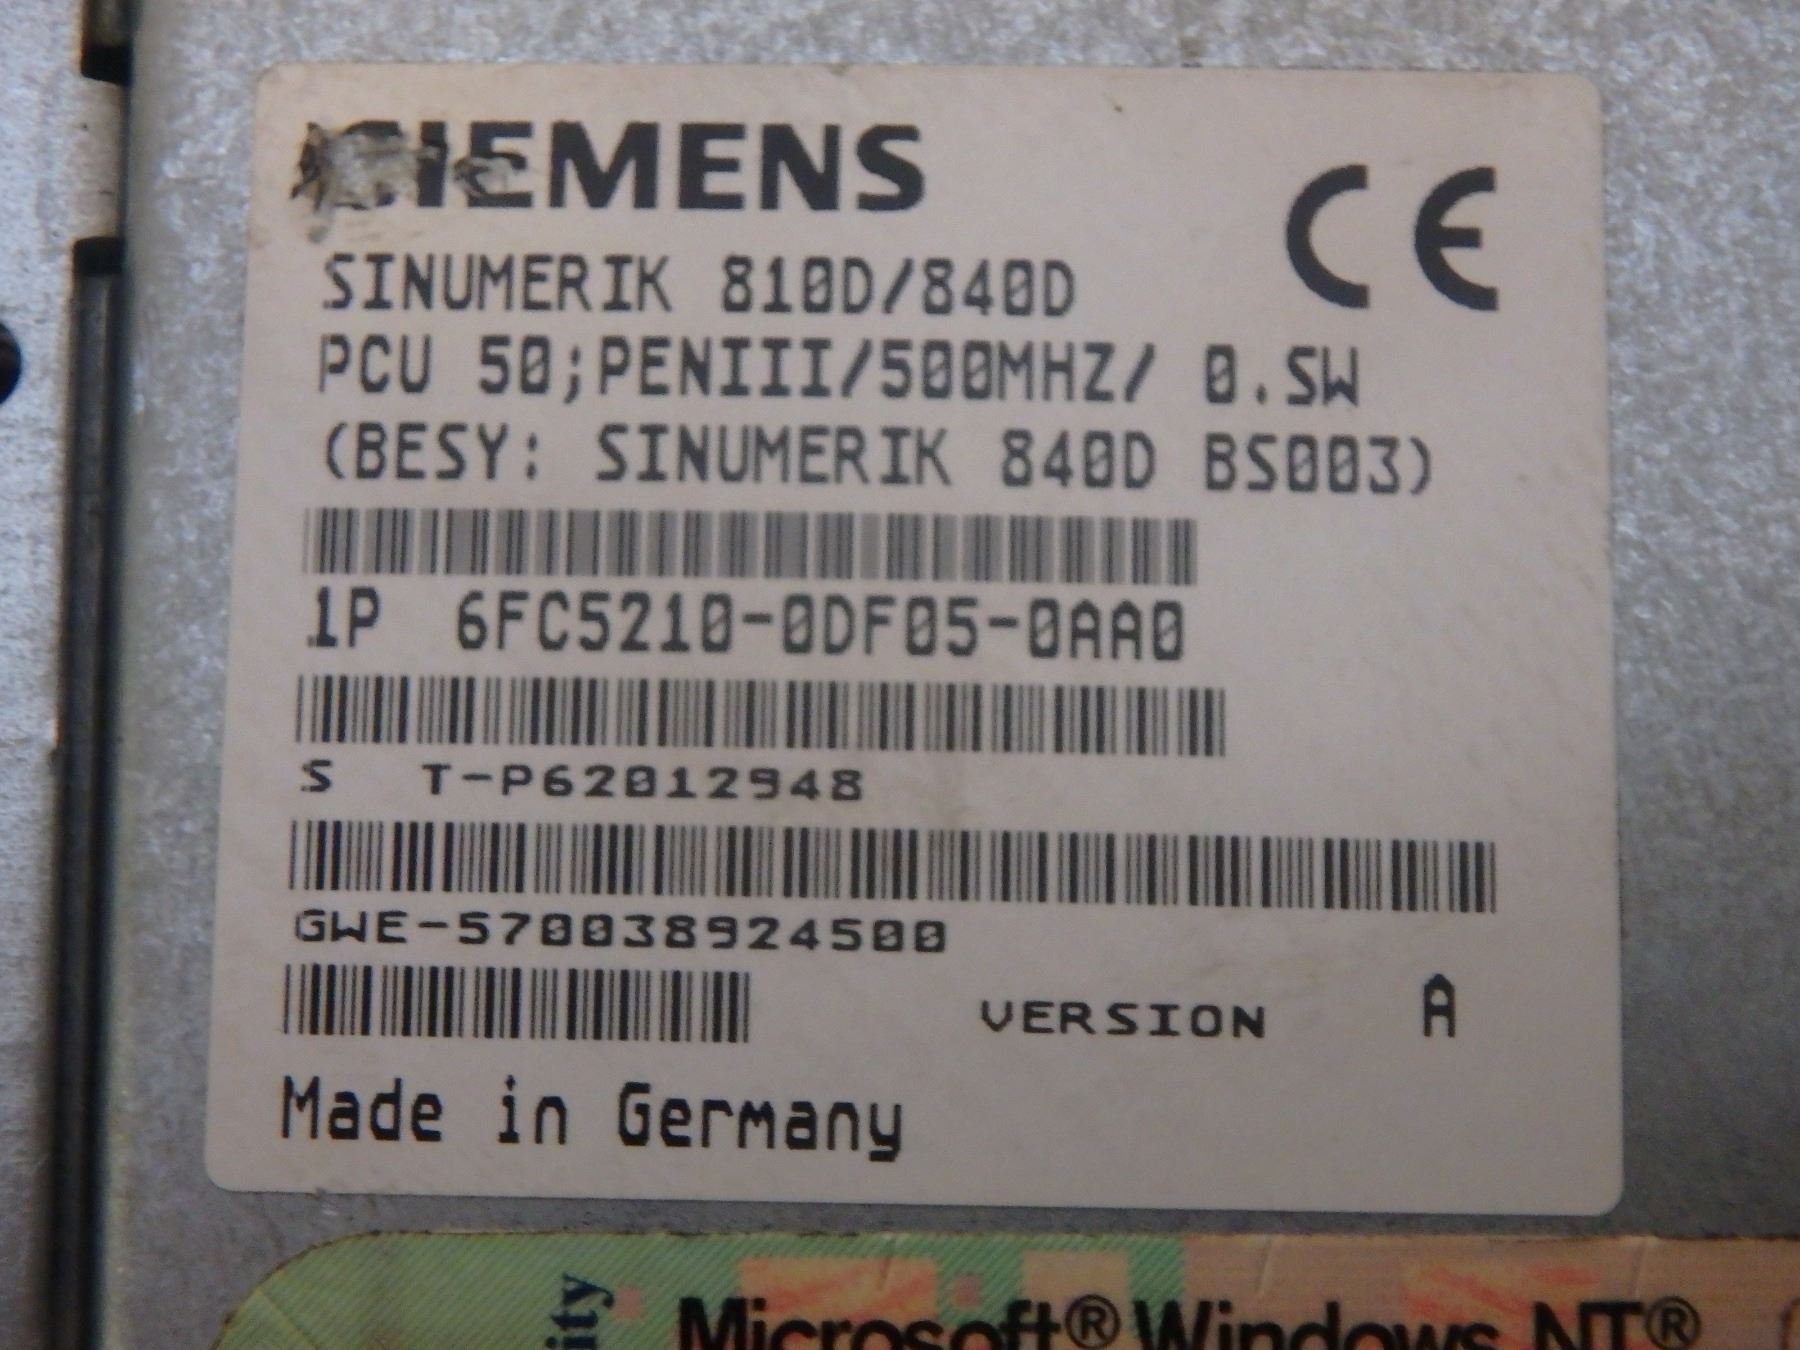 SIEMENS
CE
SINUMERIK 810D/840D
PCU 50;PENIII/500MHZ/ 0.SW
(BESY: SINUMERIK 840D BS003)
1P 6FC5210-0DF05-0AA0
S T-P62012948
GWE-570038924500
VERSION A
Made in Germany
Microsoft® Windows NT®